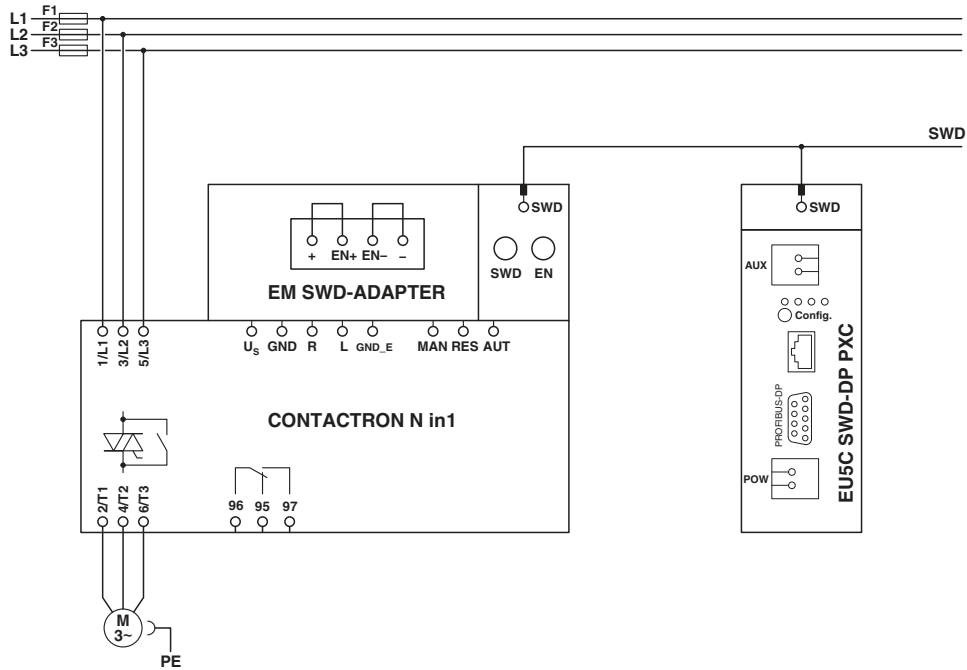 F1
L1
F2
L2
F3
L3
SWD
SWD
SWD
+ EN+ EN– –
SWD EN
EM SWD-ADAPTER
AUX
Config.
1/L1 3/L2 5/L3
US GND R L GND_E MAN RES AUT
CONTACTRON N in1
PROFIBUS-DP
EU5C SWD-DP PXC
POW
2/T1 4/T2 6/T3
96 95 97
M
3~
PE